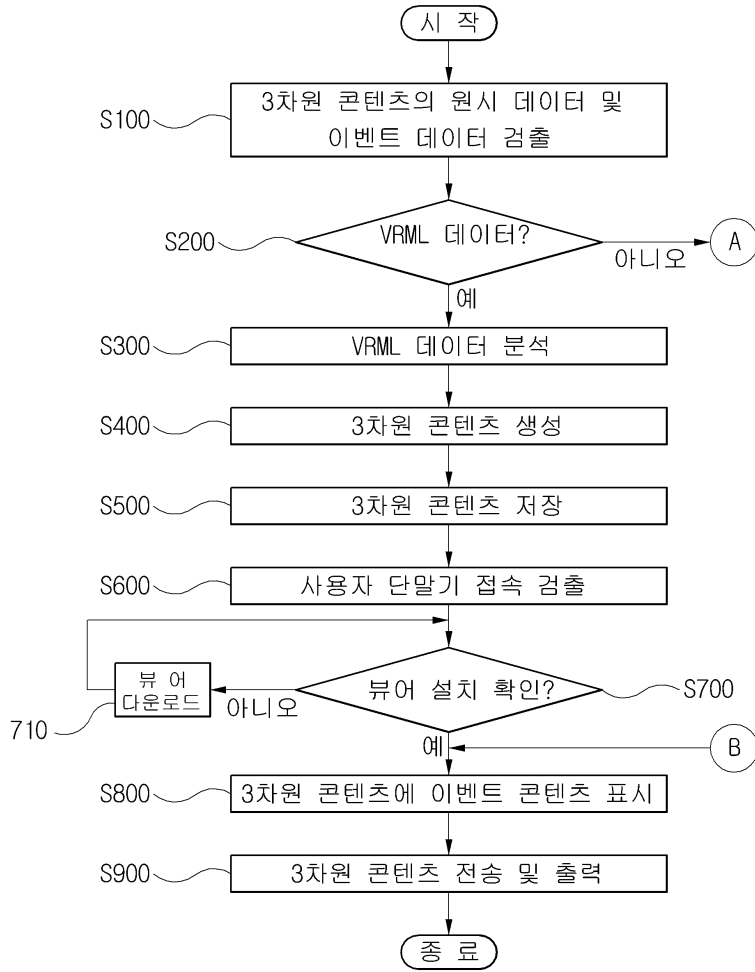 시 작
S100
3차원 콘텐츠의 원시 데이터 및
이벤트 데이터 검출
S200
VRML 데이터?
아니오
A
예
S300
VRML 데이터 분석
S400
3차원 콘텐츠 생성
S500
3차원 콘텐츠 저장
S600
사용자 단말기 접속 검출
뷰 어
다운로드
710
아니오
뷰어 설치 확인?
S700
예
B
S800
3차원 콘텐츠에 이벤트 콘텐츠 표시
S900
3차원 콘텐츠 전송 및 출력
종 료